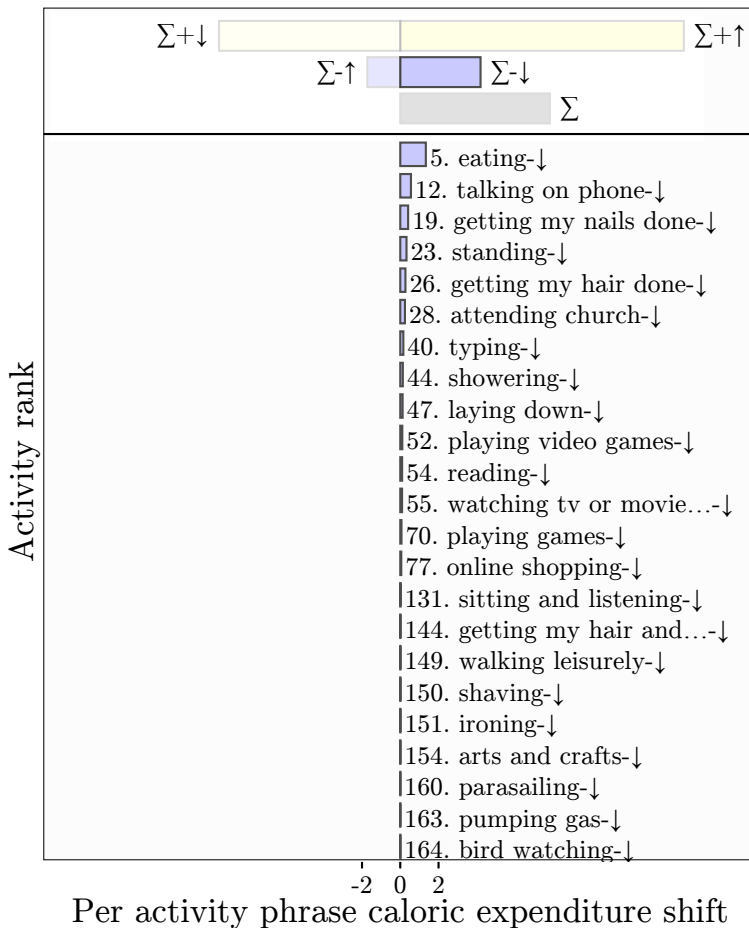 ∑+↓ ∑+↑
∑-↑ ∑-↓
∑
5. eating-↓
12. talking on phone-↓
19. getting my nails done-↓
23. standing-↓
26. getting my hair done-↓
28. attending church-↓
40. typing-↓
44. showering-↓
47. laying down-↓
52. playing video games-↓
54. reading-↓
55. watching tv or movie…-↓
70. playing games-↓
77. online shopping-↓
131. sitting and listening-↓
144. getting my hair and…-↓
149. walking leisurely-↓
150. shaving-↓
151. ironing-↓
154. arts and crafts-↓
160. parasailing-↓
163. pumping gas-↓
164. bird watching-↓
Activity rank
-2 0 2
Per activity phrase caloric expenditure shift